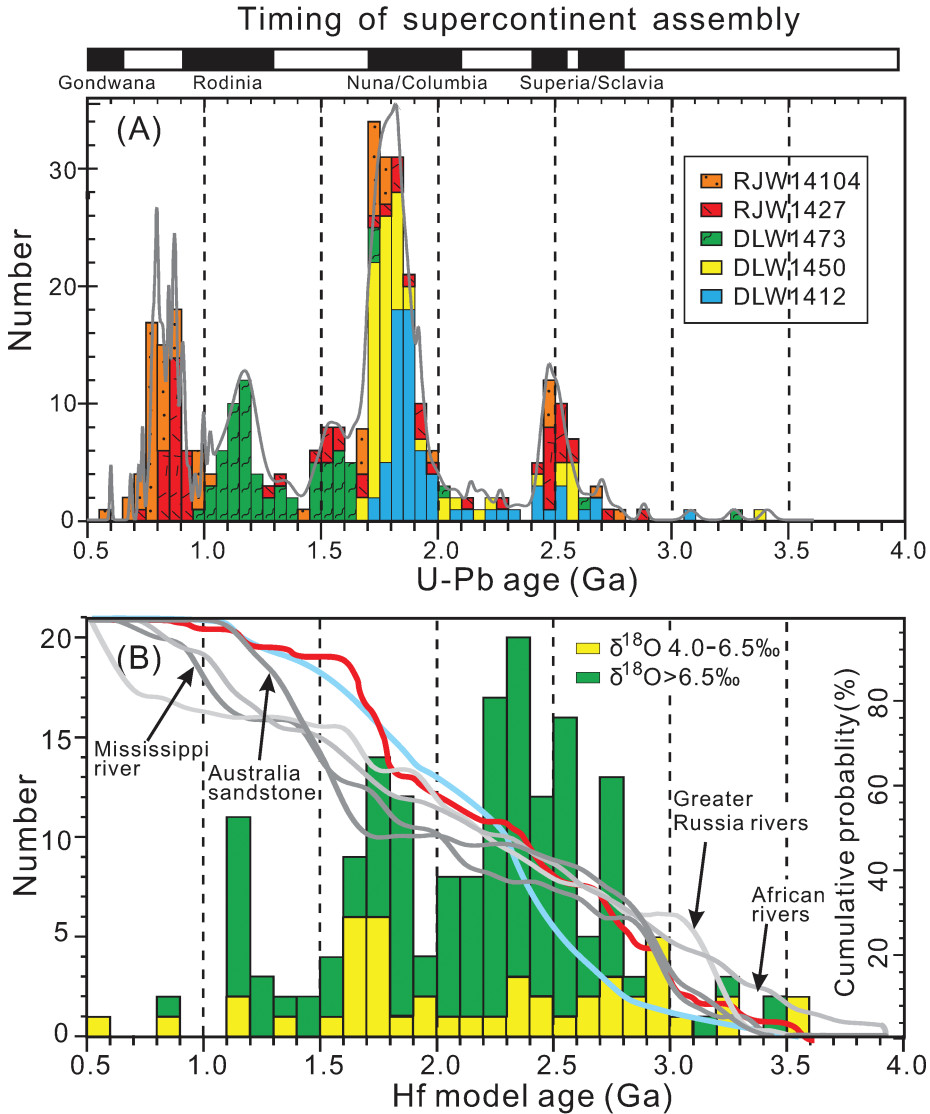 Timing of supercontinent assembly
Gondwana Rodinia Nuna/Columbia Superia/Sclavia
(A)
30
20
10
0
Number
RJW14104
RJW1427
DLW1473
DLW1450
DLW1412
0.5 1.0 1.5 2.0 2.5 3.0 3.5 4.0
U-Pb age (Ga)
(B)
20
15
10
5
0
Number
δ18O 4.0-6.5‰
δ18O>6.5‰
Mississippi
river
Australia
sandstone
Greater
Russia rivers
African
rivers
80
60
40
20
Cumulative probablity(%)
0.5 1.0 1.5 2.0 2.5 3.0 3.5 4.0
Hf model age (Ga)